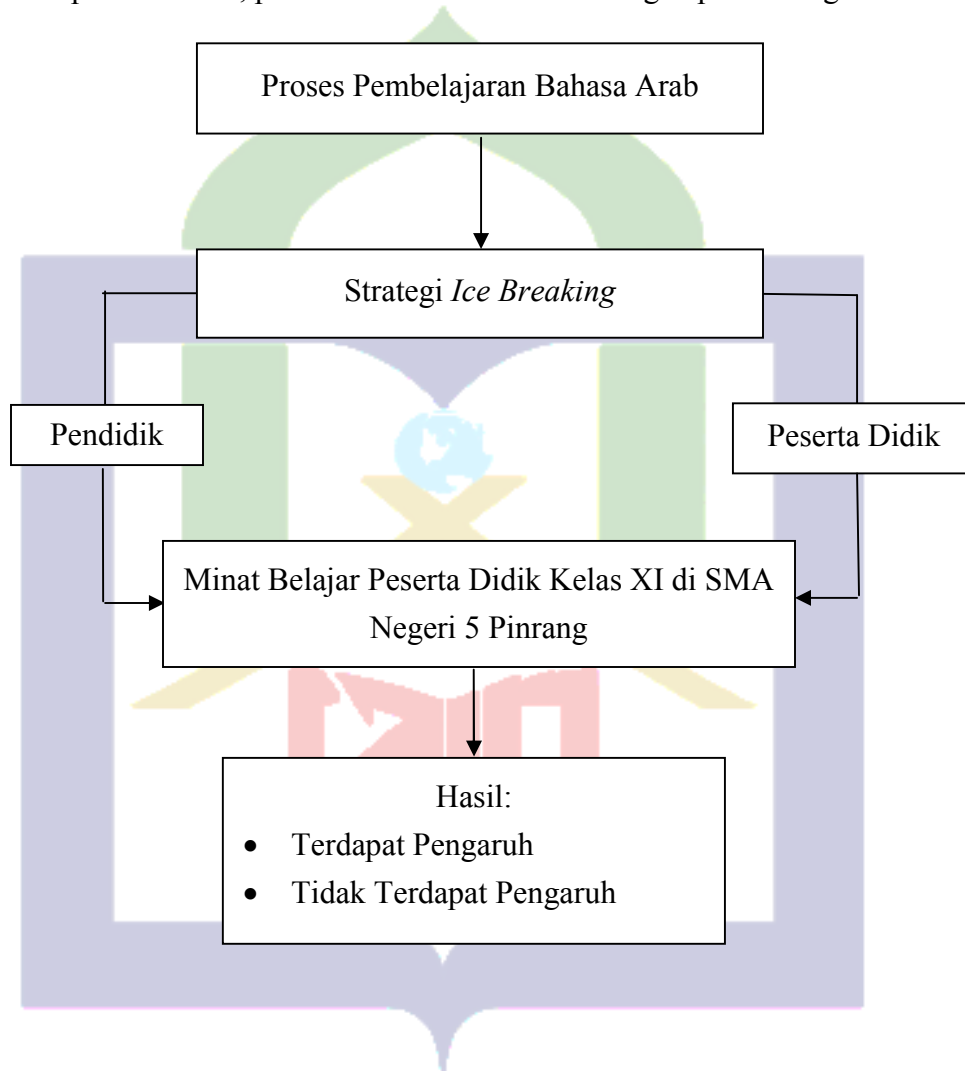 Proses Pembelajaran Bahasa Arab
Strategi Ice Breaking
Pendidik
Peserta Didik
Minat Belajar Peserta Didik Kelas XI di SMA
Negeri 5 Pinrang
Hasil:
• Terdapat Pengaruh
• Tidak Terdapat Pengaruh